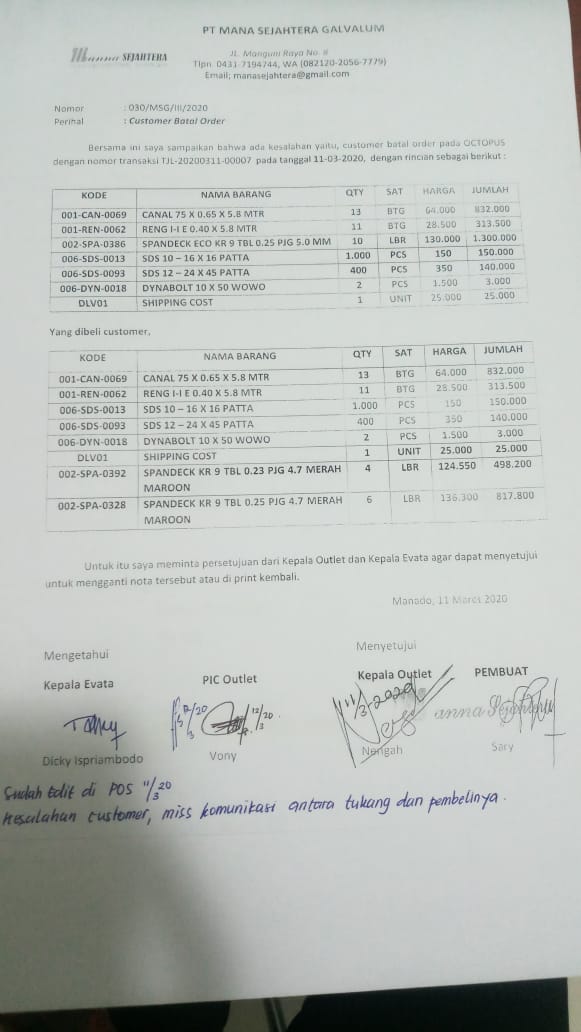 PT MANA SEJAHTERA GALVALUM
Manna SEJAHTERA
JL. Manguni Raya No. 8
Tlpn. 0431-7194744, WA (082120-2056-7779)
Email; manasejahtera@gmail.com
Nomor : 030/MSG/III/2020
Perihal : Customer Batal Order
Bersama ini saya sampaikan bahwa ada kesalahan yaitu, customer batal order pada OCTOPUS
dengan nomor transaksi TJL-20200311-00007 pada tanggal 11-03-2020, dengan rincian sebagai berikut :
KODE NAMA BARANG QTY SAT HARGA JUMLAH
001-CAN-0069 CANAL 75 X 0.65 X 5.8 MTR 13 BTG 64.000 832.000
001-REN-0062 RENG I-I E 0.40 X 5.8 MTR 11 BTG 28.500 313.500
002-SPA-0386 SPANDECK ECO KR 9 TBL 0.25 PJG 5.0 MM 10 LBR 130.000 1.300.000
006-SDS-0013 SDS 10 – 16 X 16 PATTA 1.000 PCS 150 150.000
006-SDS-0093 SDS 12 – 24 X 45 PATTA 400 PCS 350 140.000
006-DYN-0018 DYNABOLT 10 X 50 WOWO 2 PCS 1.500 3.000
DLV01 SHIPPING COST 1 UNIT 25.000 25.000
Yang dibeli customer,
KODE NAMA BARANG QTY SAT HARGA JUMLAH
001-CAN-0069 CANAL 75 X 0.65 X 5.8 MTR 13 BTG 64.000 832.000
001-REN-0062 RENG I-I E 0.40 X 5.8 MTR 11 BTG 28.500 313.500
006-SDS-0013 SDS 10 – 16 X 16 PATTA 1.000 PCS 150 150.000
006-SDS-0093 SDS 12 – 24 X 45 PATTA 400 PCS 350 140.000
006-DYN-0018 DYNABOLT 10 X 50 WOWO 2 PCS 1.500 3.000
DLV01 SHIPPING COST 1 UNIT 25.000 25.000
002-SPA-0392 SPANDECK KR 9 TBL 0.23 PJG 4.7 MERAH 4 LBR 124.550 498.200
MAROON
002-SPA-0328 SPANDECK KR 9 TBL 0.25 PJG 4.7 MERAH 6 LBR 136.300 817.800
MAROON
Untuk itu saya meminta persetujuan dari Kepala Outlet dan Kepala Evata agar dapat menyetujui
untuk mengganti nota tersebut atau di print kembali.
Manado, 11 Maret 2020
Mengetahui Menyetujui
Kepala Evata PIC Outlet Kepala Outlet PEMBUAT
12/3 20 12/3 20. 11/3-2020
Dicky Ispriambodo Vony Nengah Sary
Sudah Edit di POS 11/3 20
Kesalahan customer, miss komunikasi antara tukang dan pembelinya.